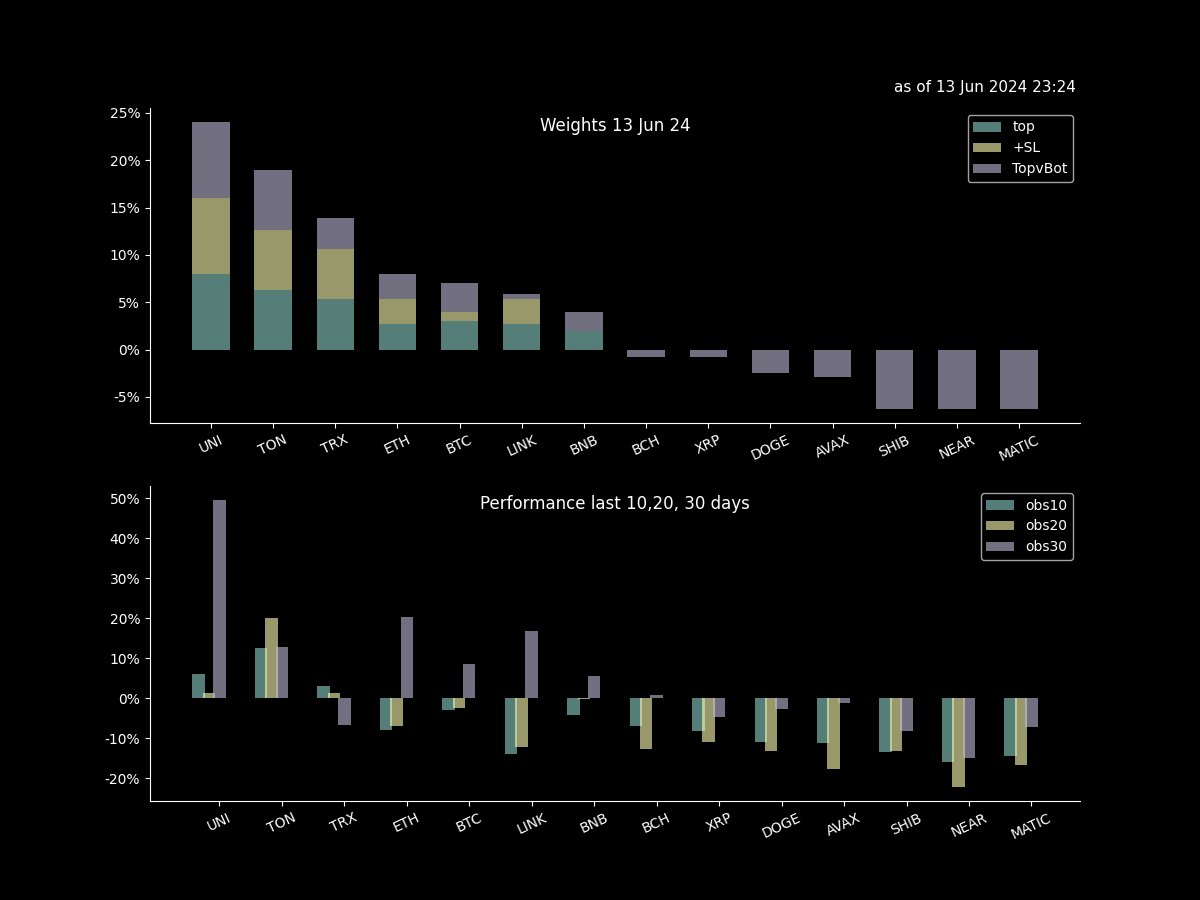 as of 13 Jun 2024 23:24
Weights 13 Jun 24
25%
20%
15%
10%
5%
0%
-5%
top
+SL
TopvBot
UNI TON TRX ETH BTC LINK BNB BCH XRP DOGE AVAX SHIB NEAR MATIC
Performance last 10,20, 30 days
50%
40%
30%
20%
10%
0%
-10%
-20%
obs10
obs20
obs30
UNI TON TRX ETH BTC LINK BNB BCH XRP DOGE AVAX SHIB NEAR MATIC